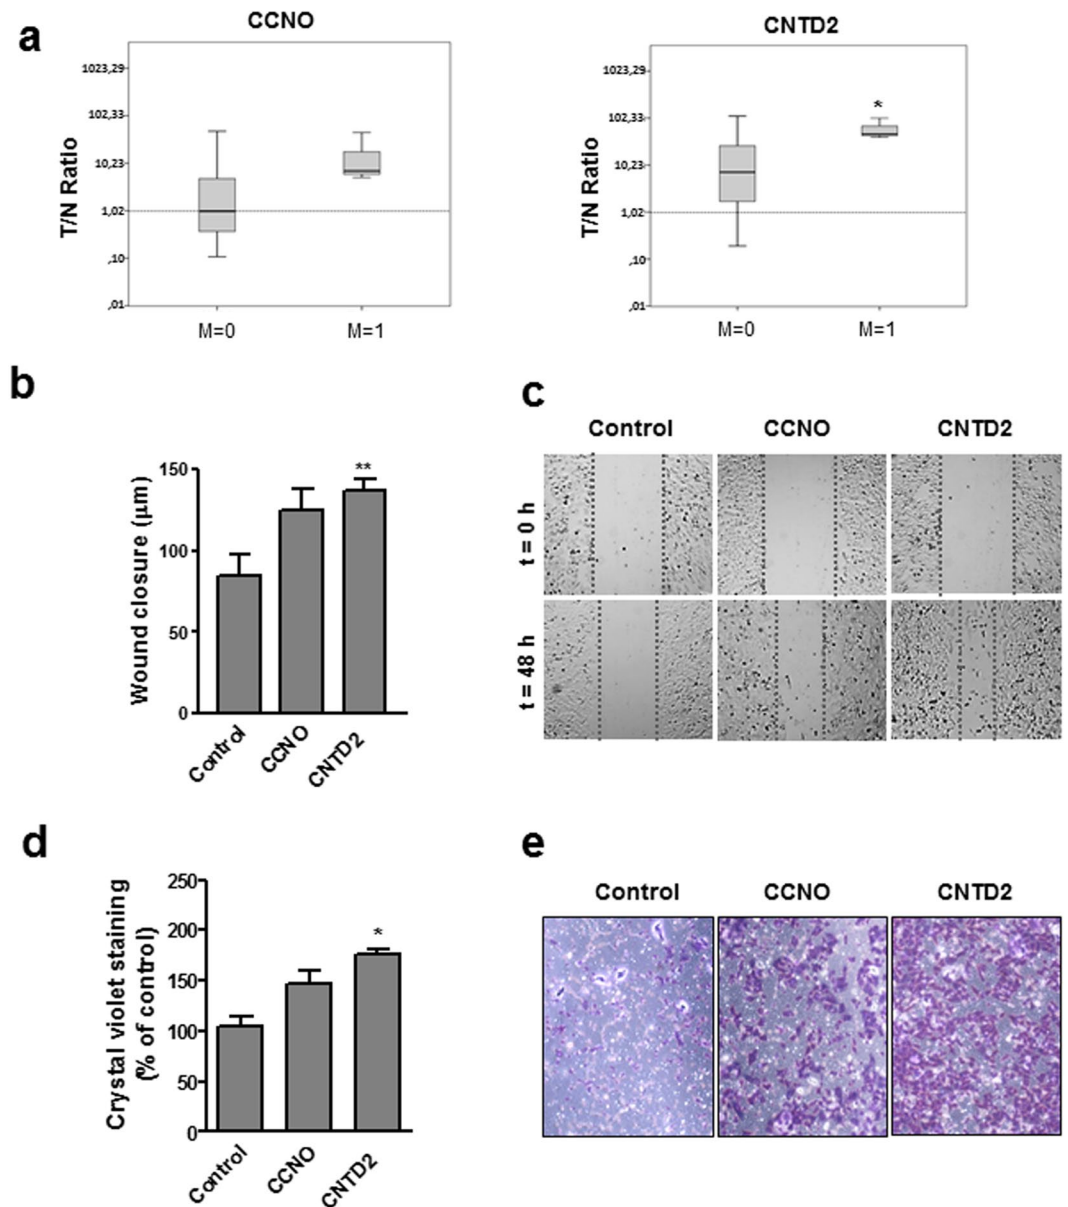 a
CCNO
T/N Ratio
1023,29
102,33
10,23
1,02
,10
,01
M=0
M=1
CNTD2
T/N Ratio
1023,29
102,33
*
10,23
1,02
,10
,01
M=0
M=1
b
Wound closure (μm)
150
100
50
0
**
Control
CCNO
CNTD2
c
Control
CCNO
CNTD2
t = 0 h
t = 48 h
d
Crystal violet staining
(% of control)
250
200
150
100
50
0
*
Control
CCNO
CNTD2
e
Control
CCNO
CNTD2